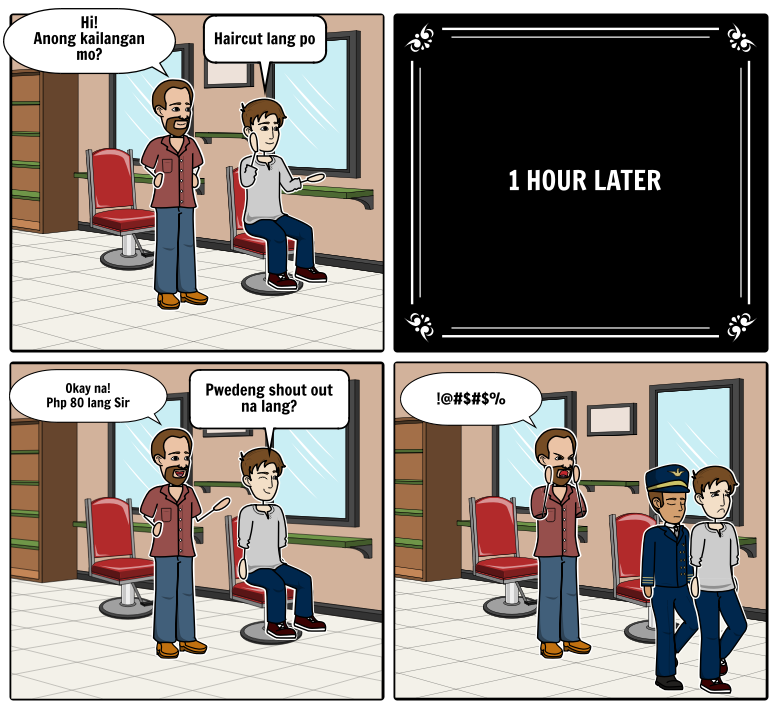 Hi!
Anong kailangan
mo?
Haircut lang po
1 HOUR LATER
Okay na!
Php 80 lang Sir
Pwedeng shout out
na lang?
!@#$#$%